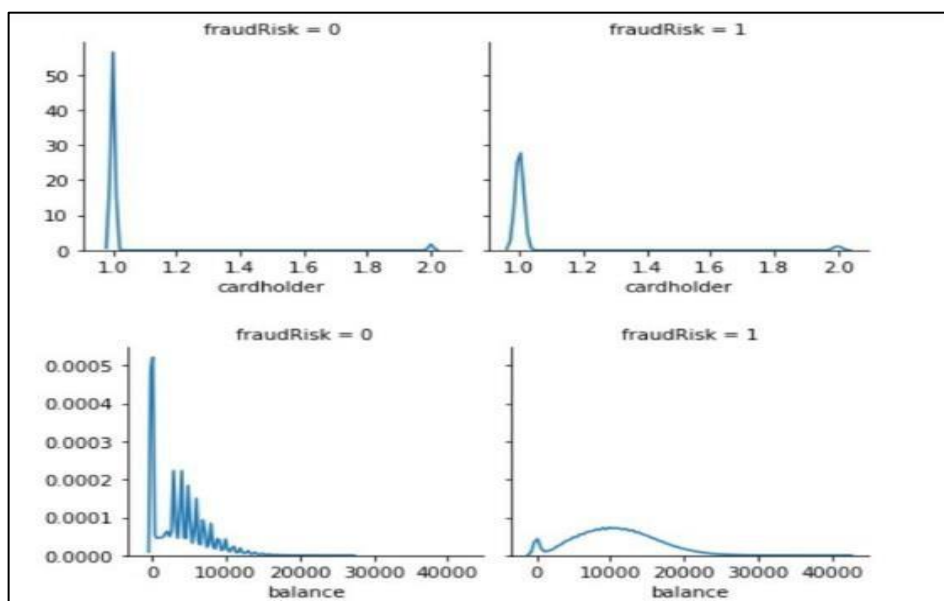 fraudRisk = 0 fraudRisk = 1
50
40
30
20
10
0
1.0 1.2 1.4 1.6 1.8 2.0 1.0 1.2 1.4 1.6 1.8 2.0
cardholder cardholder
fraudRisk = 0 fraudRisk = 1
0.0005
0.0004
0.0003
0.0002
0.0001
0.0000
0 10000 20000 30000 40000 0 10000 20000 30000 40000
balance balance